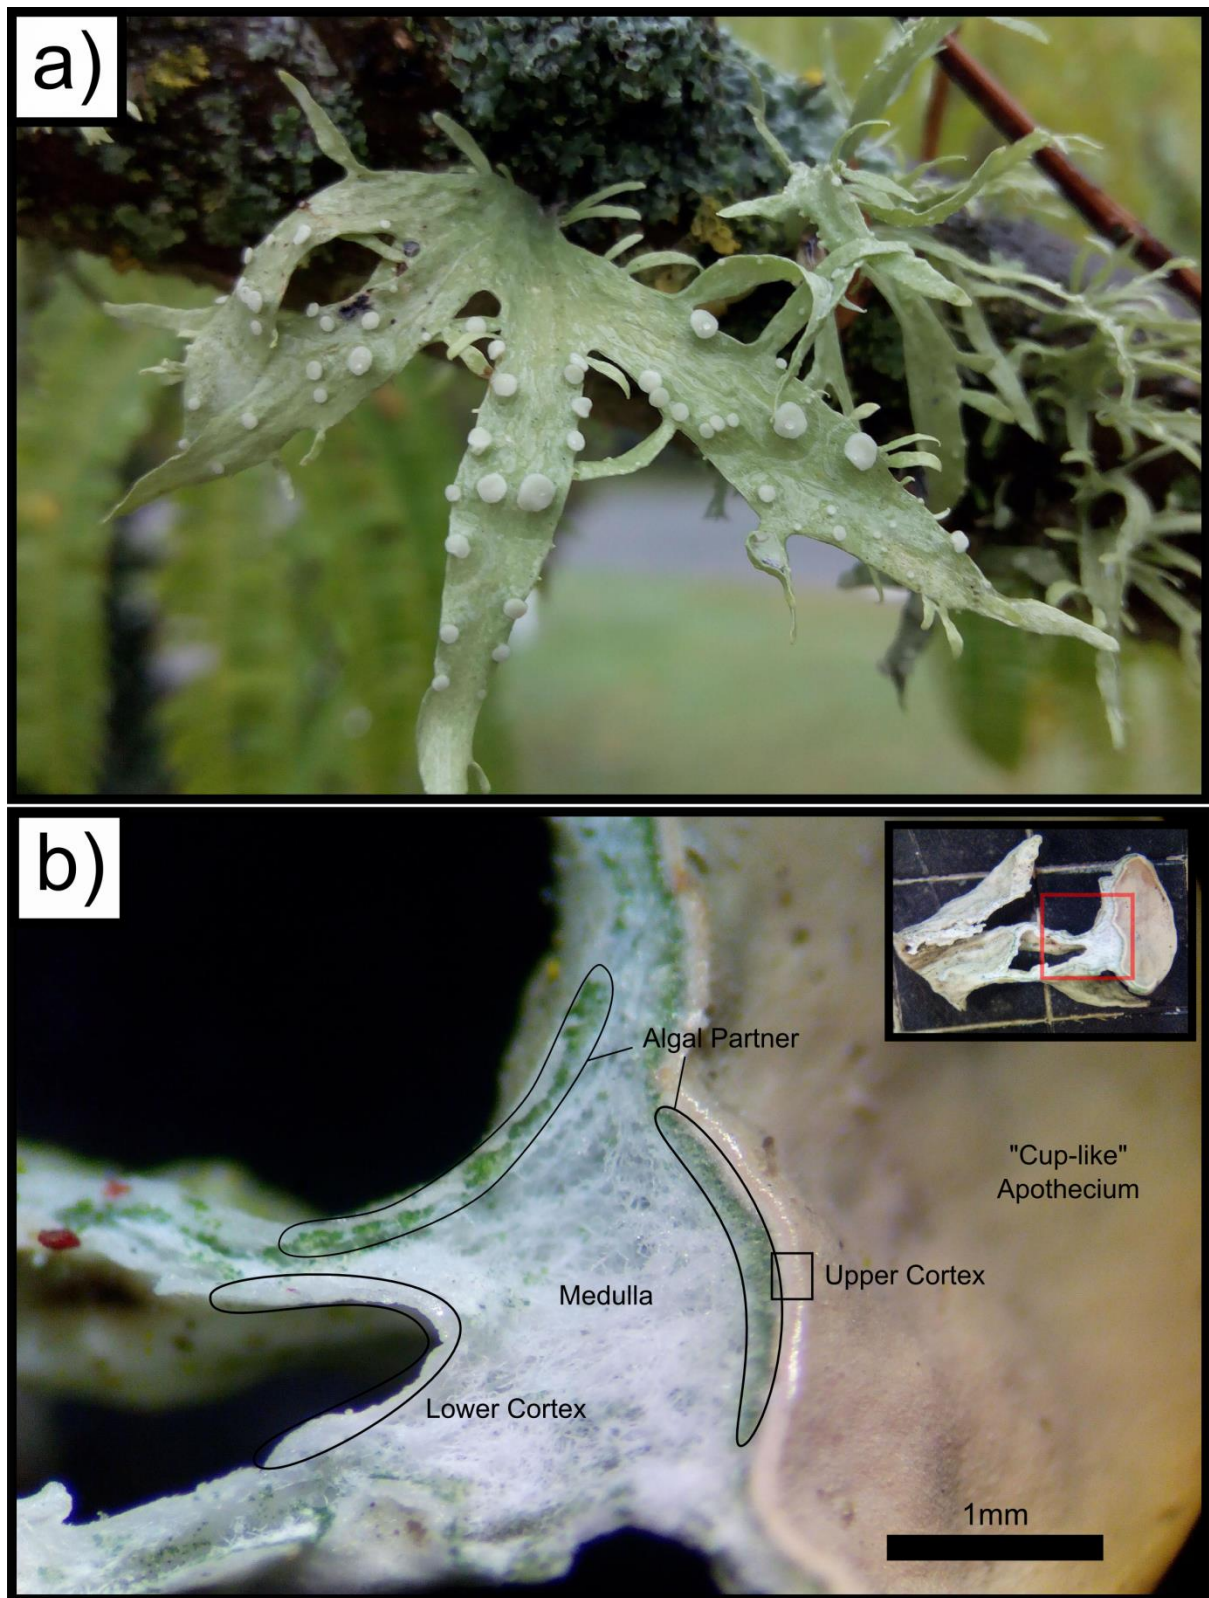 a)
b)
Algal Partner
"Cup-like"
Apothecium
Upper Cortex
Medulla
Lower Cortex
1mm